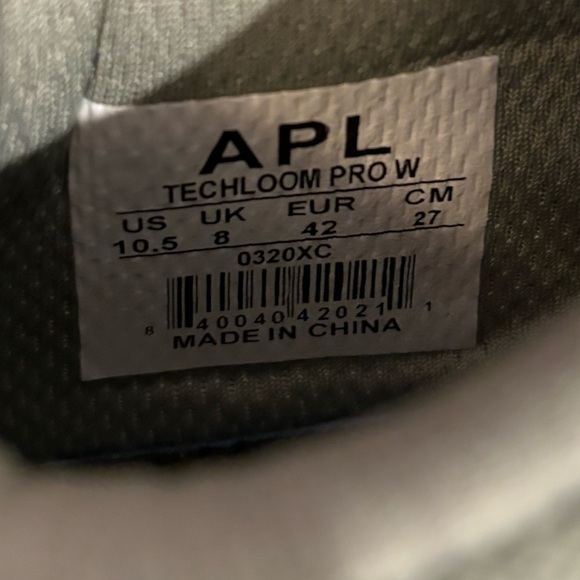 APL
TECHLOOM PRO W
US UK EUR CM
10.5 8 42 27
0320XC
8 40040 42021 1
MADE IN CHINA